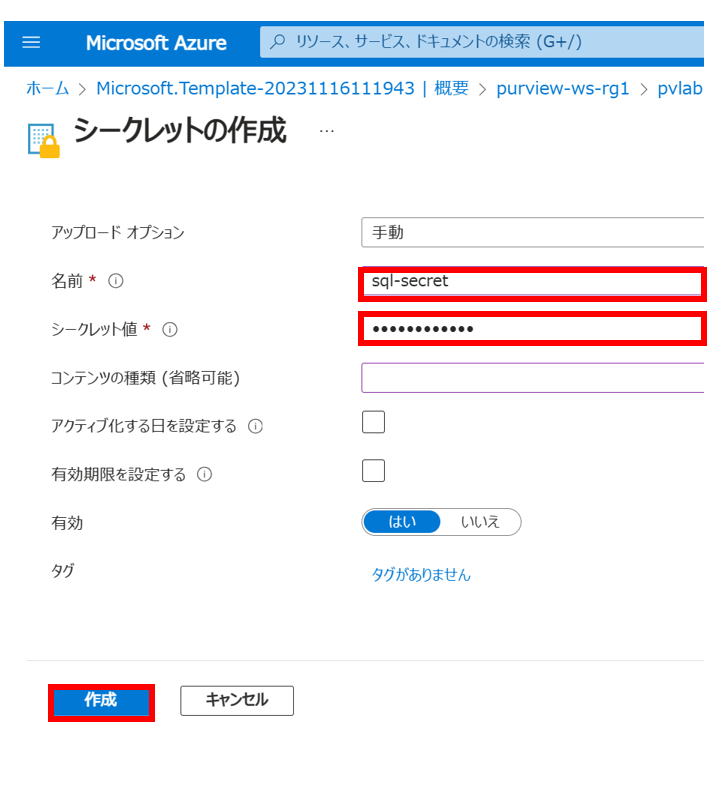 Microsoft Azure
リソース、サービス、ドキュメントの検索 (G+/)
ホーム > Microsoft.Template-20231116111943 | 概要 > purview-ws-rg1 > pvlab
シークレットの作成 …
アップロード オプション
手動
名前 *
sql-secret
シークレット値 *
••••••••••••
コンテンツの種類 (省略可能)
アクティブ化する日を設定する
有効期限を設定する
有効
はい いいえ
タグ
タグがありません
作成
キャンセル